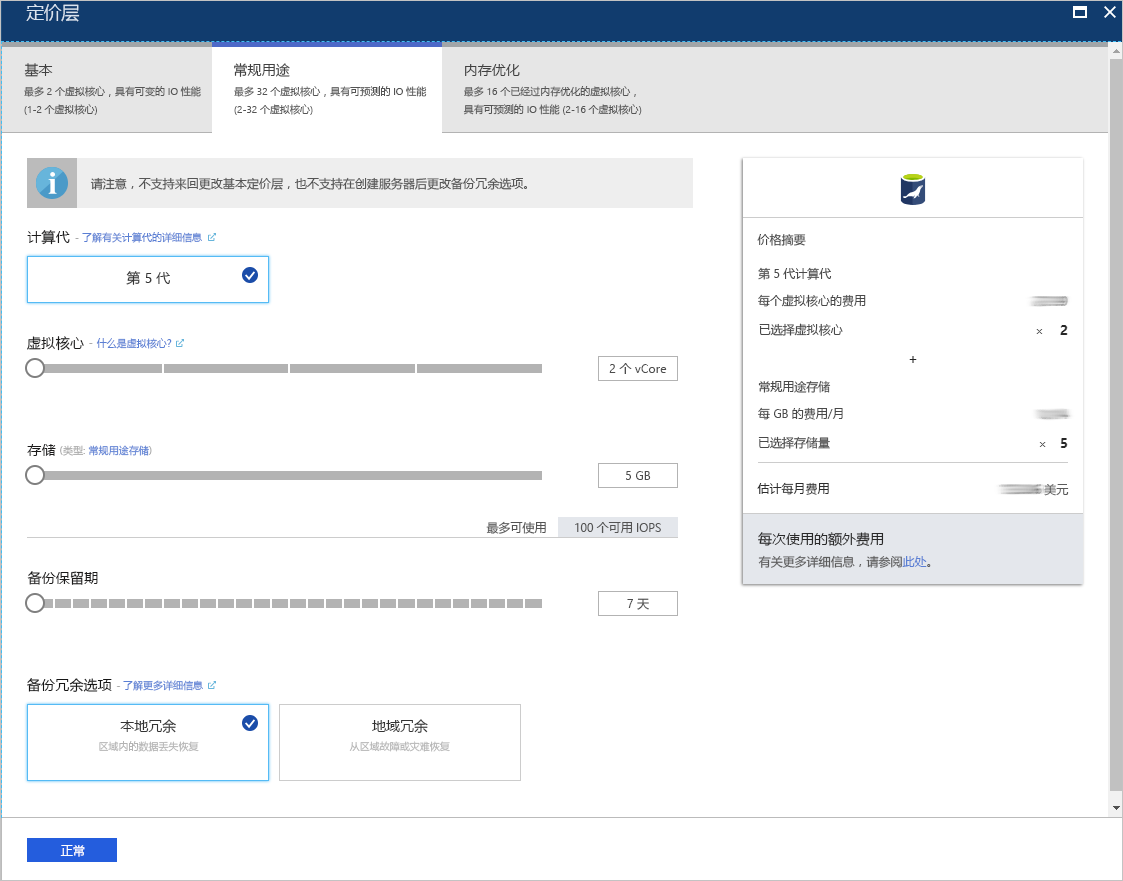 定价层
基本
最多 2 个虚拟核心，具有可变的 IO 性能
(1-2 个虚拟核心)
常规用途
最多 32 个虚拟核心，具有可预测的 IO 性能
(2-32 个虚拟核心)
内存优化
最多 16 个已经过内存优化的虚拟核心，
具有可预测的 IO 性能 (2-16 个虚拟核心)
请注意，不支持来回更改基本定价层，也不支持在创建服务器后更改备份冗余选项。
计算代 - 了解有关计算代的详细信息
第 5 代
虚拟核心 - 什么是虚拟核心?
2 个 vCore
存储 (类型: 常规用途存储)
5 GB
最多可使用 100 个可用 IOPS
备份保留期
7 天
备份冗余选项 - 了解更多详细信息
本地冗余
区域内的数据丢失恢复
地域冗余
从区域故障或灾难恢复
正常
价格摘要
第 5 代计算代
每个虚拟核心的费用
已选择虚拟核心 × 2
+
常规用途存储
每 GB 的费用/月
已选择存储量 × 5
估计每月费用 美元
每次使用的额外费用
有关更多详细信息，请参阅此处。